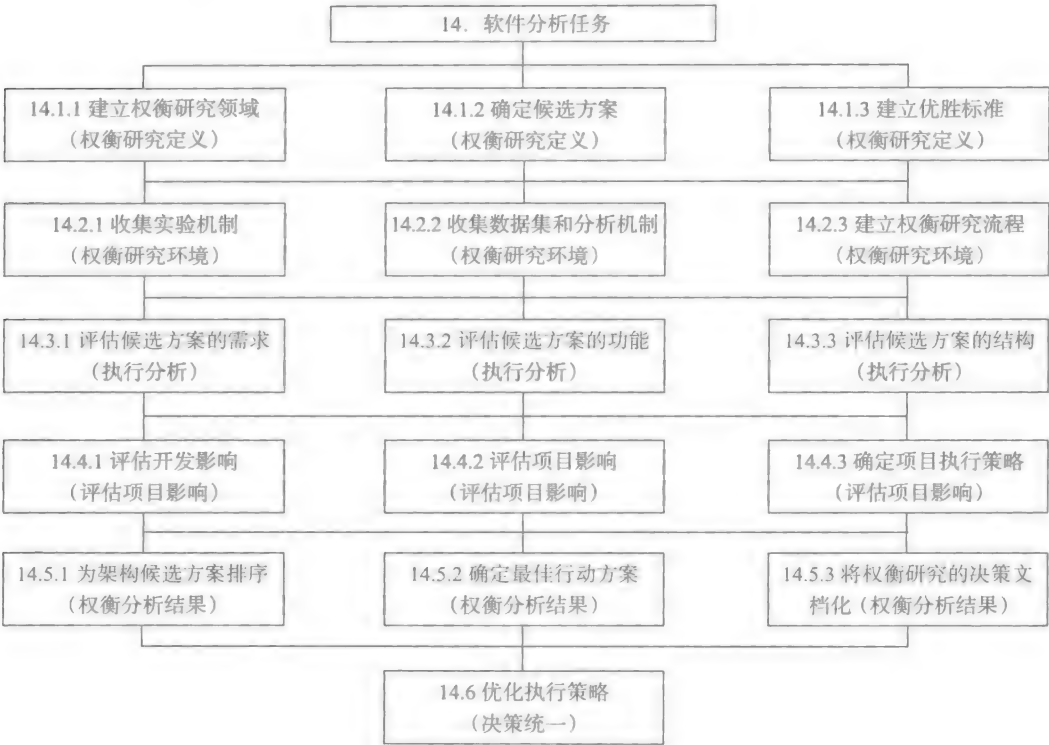 14. 软件分析任务
14.1.1 建立权衡研究领域
(权衡研究定义)
14.1.2 确定候选方案
(权衡研究定义)
14.1.3 建立优胜标准
(权衡研究定义)
14.2.1 收集实验机制
(权衡研究环境)
14.2.2 收集数据集和分析机制
(权衡研究环境)
14.2.3 建立权衡研究流程
(权衡研究环境)
14.3.1 评估候选方案的需求
(执行分析)
14.3.2 评估候选方案的功能
(执行分析)
14.3.3 评估候选方案的结构
(执行分析)
14.4.1 评估开发影响
(评估项目影响)
14.4.2 评估项目影响
(评估项目影响)
14.4.3 确定项目执行策略
(评估项目影响)
14.5.1 为架构候选方案排序
(权衡分析结果)
14.5.2 确定最佳行动方案
(权衡分析结果)
14.5.3 将权衡研究的决策文
档化(权衡分析结果)
14.6 优化执行策略
(决策统一)